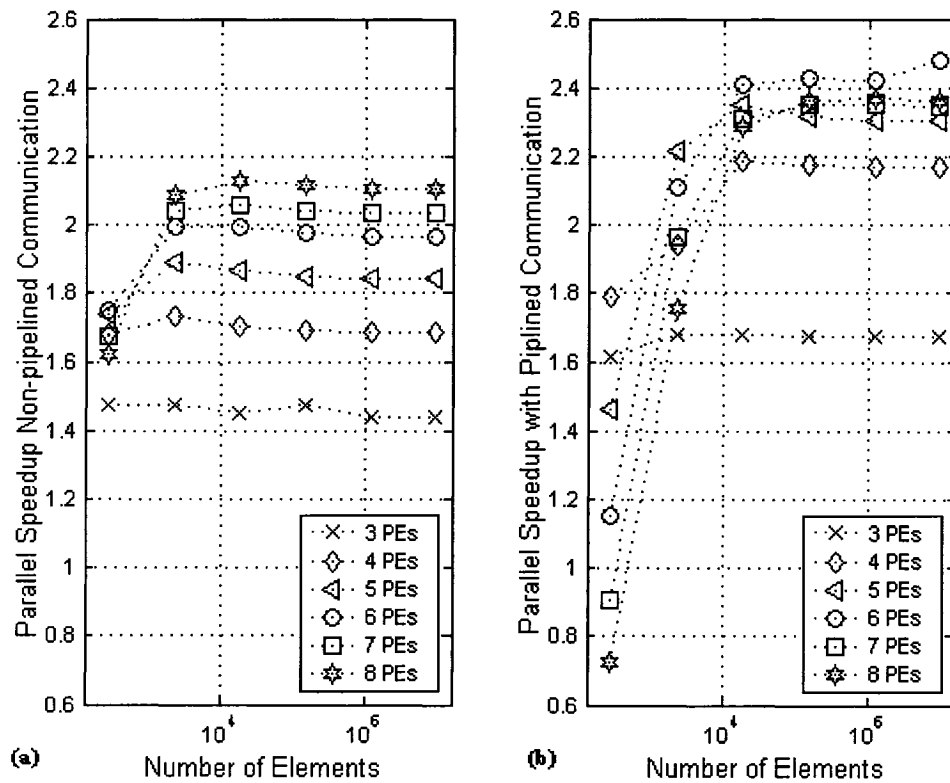 Parallel Speedup Non-pipelined Communication
2.6
2.4
2.2
2
1.8
1.6
1.4
1.2
1
0.8
0.6
3 PEs
4 PEs
5 PEs
6 PEs
7 PEs
8 PEs
10^4
10^6
(a)
Number of Elements
Parallel Speedup with Piplined Communication
2.6
2.4
2.2
2
1.8
1.6
1.4
1.2
1
0.8
0.6
3 PEs
4 PEs
5 PEs
6 PEs
7 PEs
8 PEs
10^4
10^6
(b)
Number of Elements